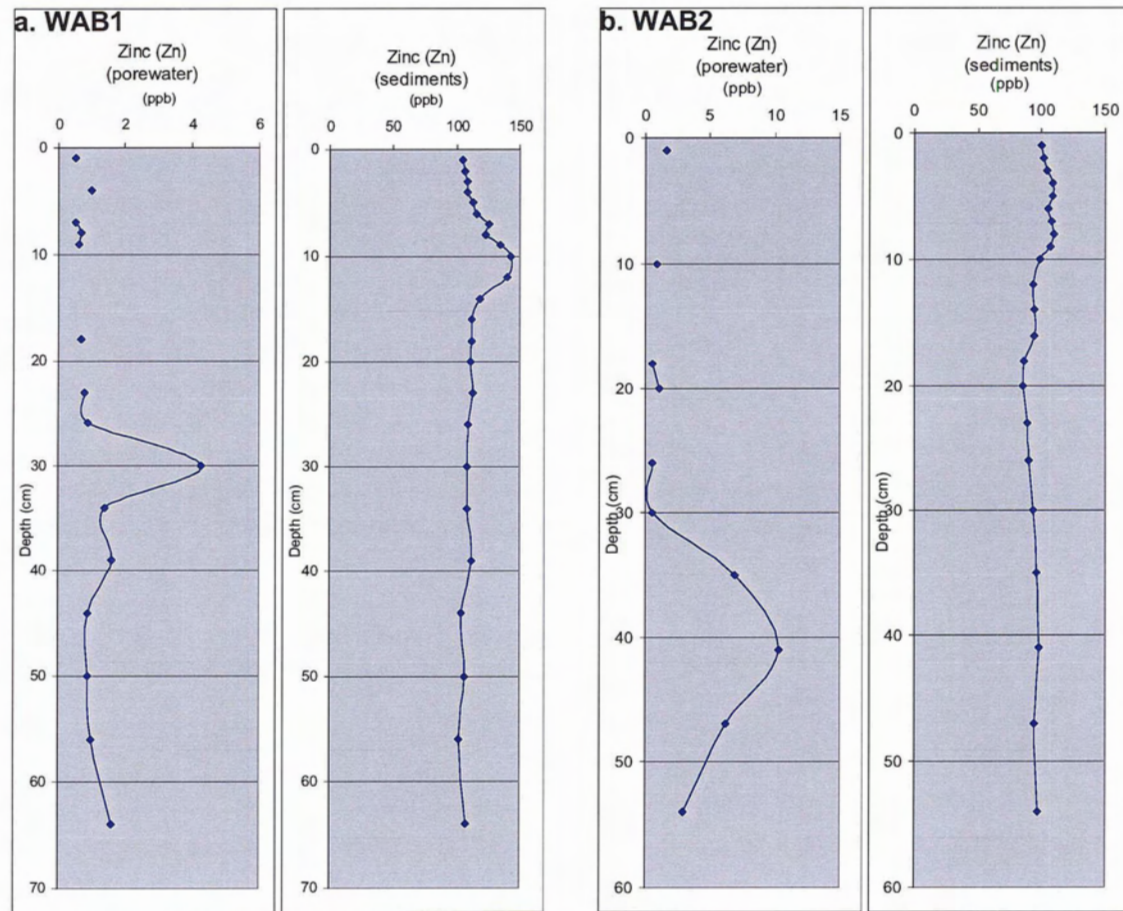 a. WAB1
Zinc (Zn)
(porewater)
(ppb)
0 2 4 6
0
10
20
30
40
50
60
70
Depth (cm)
Zinc (Zn)
(sediments)
(ppb)
0 50 100 150
0
10
20
30
40
50
60
70
Depth (cm)
b. WAB2
Zinc (Zn)
(porewater)
(ppb)
0 5 10 15
0
10
20
30
40
50
60
Depth (cm)
Zinc (Zn)
(sediments)
(ppb)
0 50 100 150
0
10
20
30
40
50
60
Depth (cm)